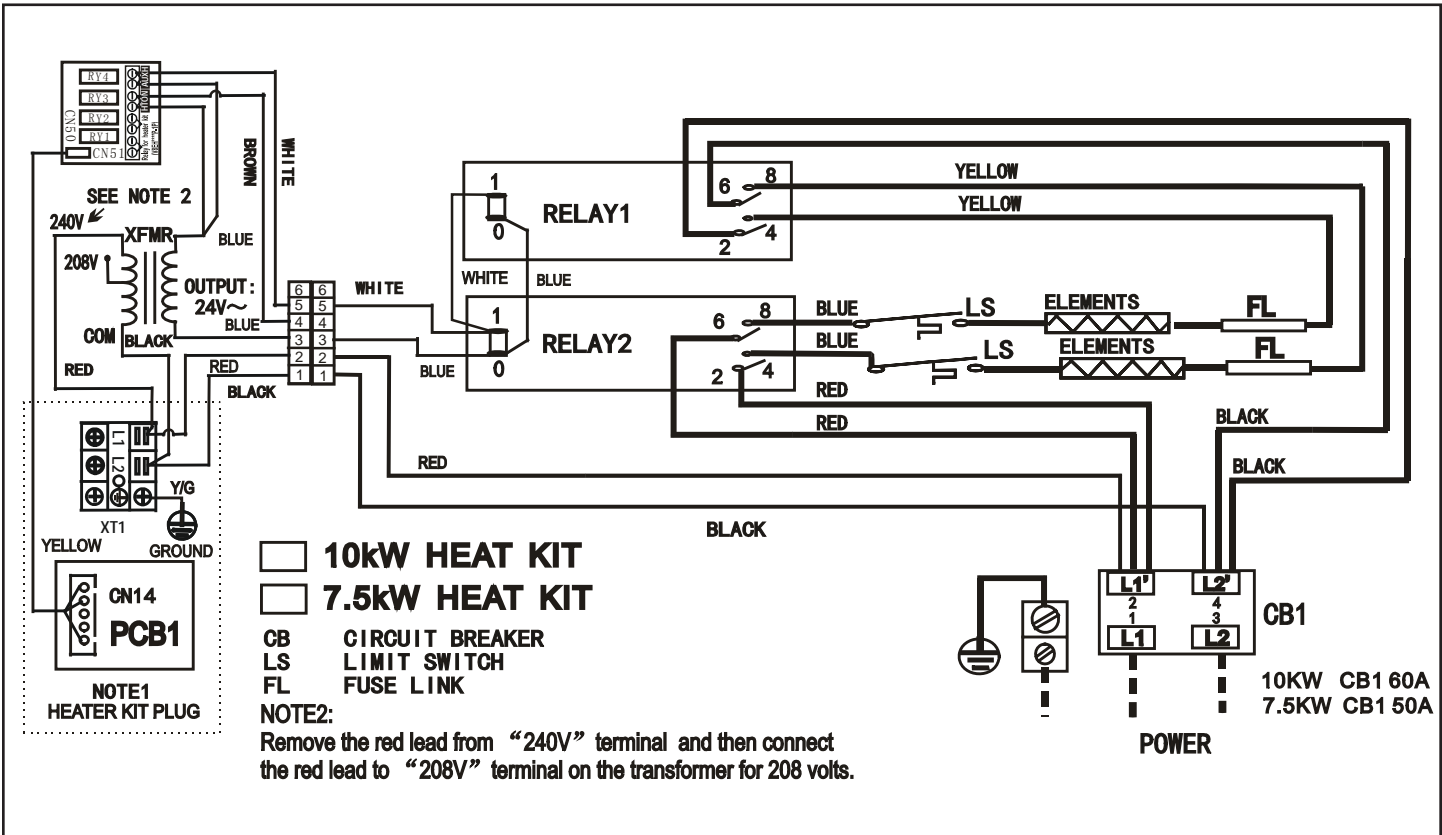 RY4
RY3
RY2
RY1
CN50
CN51
Relay for heater kit
BROWN
WHITE
SEE NOTE 2
240V
XFMR
208V
BLUE
OUTPUT:
24V～
BLUE
COM
BLACK
RED
RED
BLACK
6 6
5 5
4 4
3 3
2 2
1 1
WHITE
BLUE
WHITE
BLUE
1
0
RELAY1
6
8
2
4
YELLOW
YELLOW
1
0
RELAY2
6
8
2
4
BLUE
LS
ELEMENTS
FL
BLUE
LS
ELEMENTS
FL
RED
RED
BLACK
BLACK
RED
BLACK
L1
L2
Y/G
XT1
GROUND
YELLOW
CN14
PCB1
NOTE1
HEATER KIT PLUG
10kW HEAT KIT
7.5kW HEAT KIT
CB CIRCUIT BREAKER
LS LIMIT SWITCH
FL FUSE LINK
NOTE2:
Remove the red lead from “240V” terminal and then connect
the red lead to “208V” terminal on the transformer for 208 volts.
L1' L2'
2 4
1 3
L1 L2
CB1
10KW CB1 60A
7.5KW CB1 50A
POWER